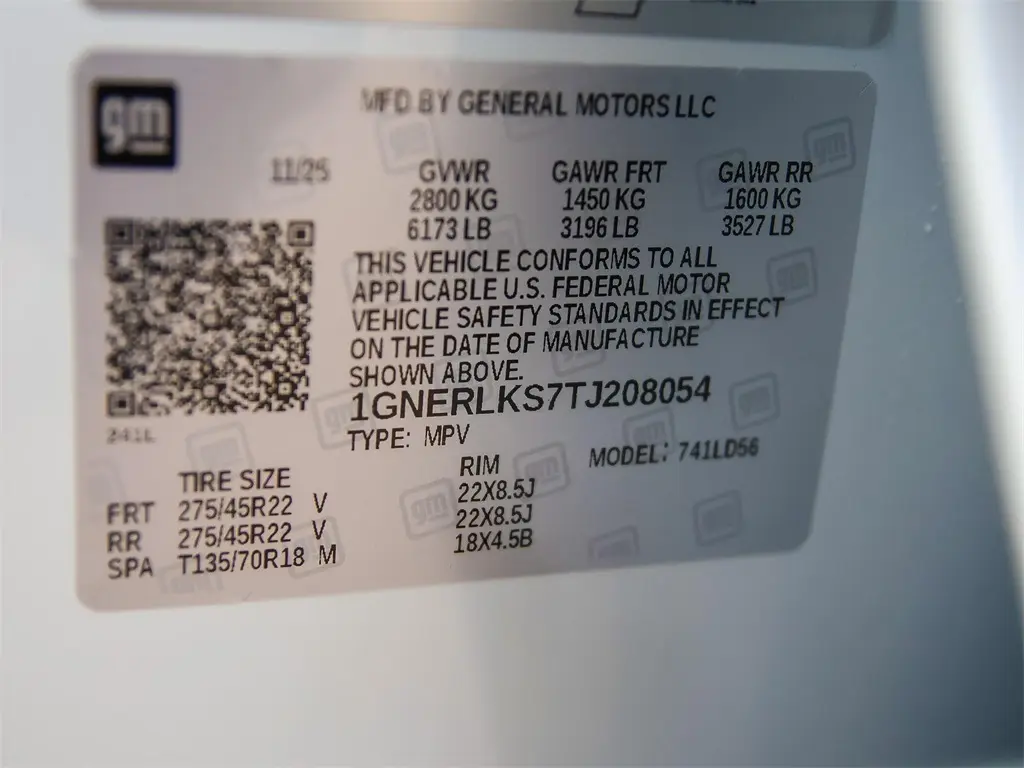 gm
MFD BY GENERAL MOTORS LLC
11/25 GVWR GAWR FRT GAWR RR
2800 KG 1450 KG 1600 KG
6173 LB 3196 LB 3527 LB
THIS VEHICLE CONFORMS TO ALL
APPLICABLE U.S. FEDERAL MOTOR
VEHICLE SAFETY STANDARDS IN EFFECT
ON THE DATE OF MANUFACTURE
SHOWN ABOVE.
1GNERLKS7TJ208054
241L
TYPE: MPV
MODEL: 741LD56
TIRE SIZE RIM
FRT 275/45R22 V 22X8.5J
RR 275/45R22 V 22X8.5J
SPA T135/70R18 M 18X4.5B